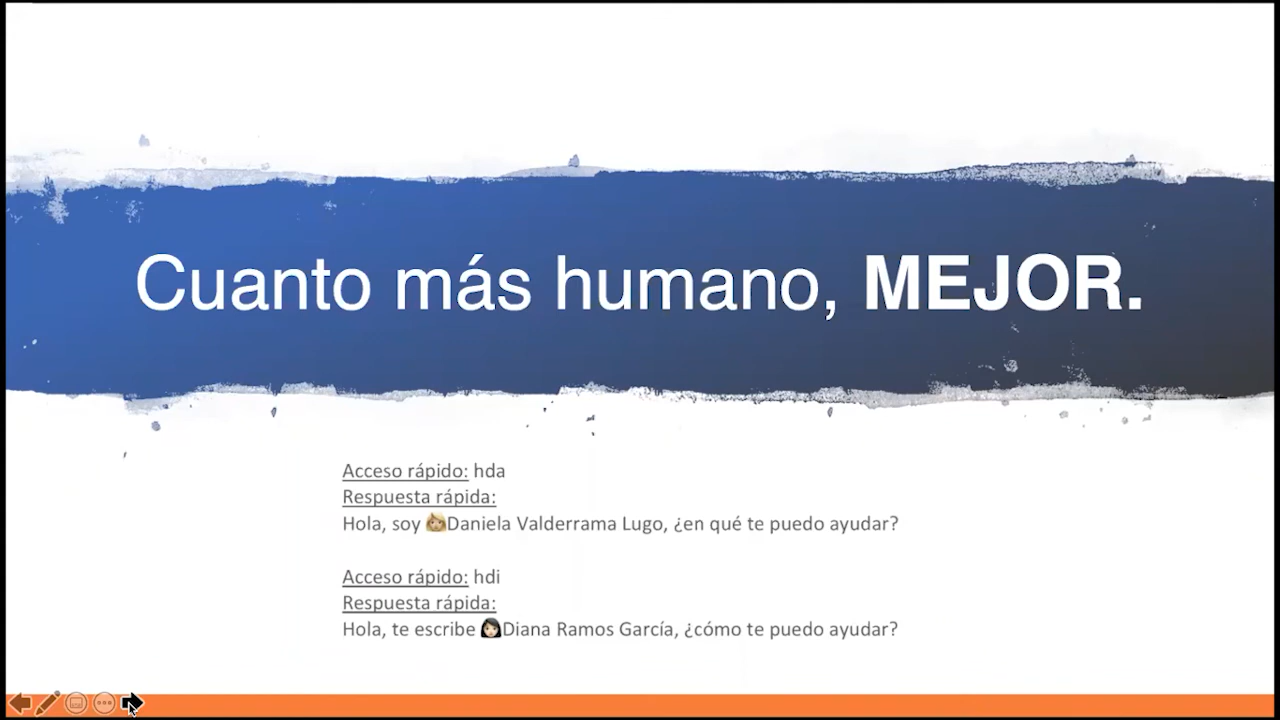 Cuanto más humano, MEJOR.
Acceso rápido: hda
Respuesta rápida:
Hola, soy 👩🏼Daniela Valderrama Lugo, ¿en qué te puedo ayudar?
Acceso rápido: hdi
Respuesta rápida:
Hola, te escribe 👩🏻Diana Ramos García, ¿cómo te puedo ayudar?